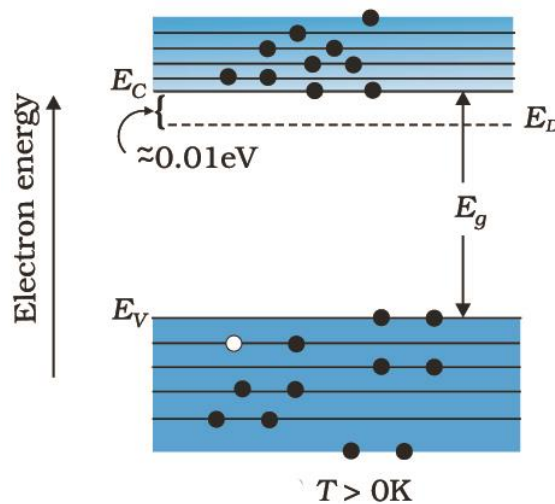 E_C
E_D
≈0.01eV
E_g
Electron energy
E_V
T > 0K